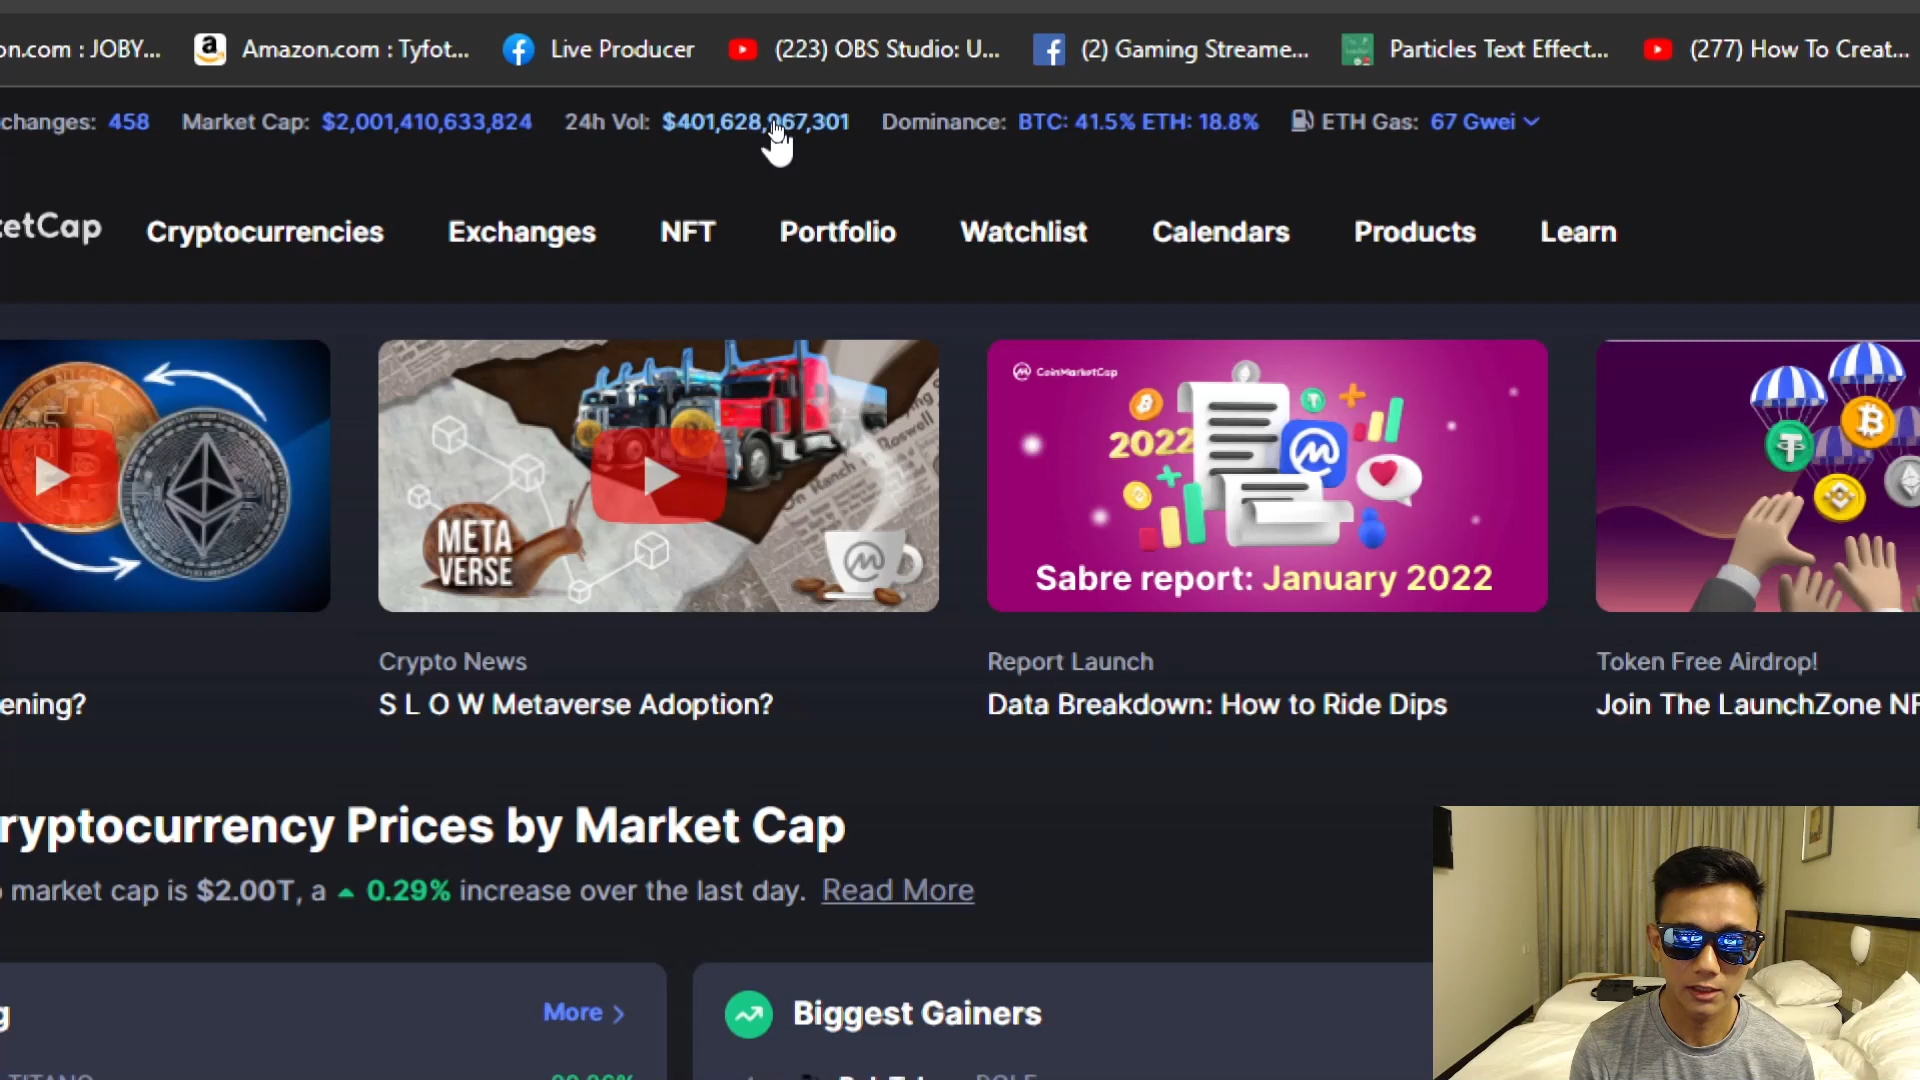 on.com : JOBY... Amazon.com : Tyfot... Live Producer (223) OBS Studio: U... (2) Gaming Streame... Particles Text Effect... (277) How To Creat...
changes: 458 Market Cap: $2,001,410,633,824 24h Vol: $401,628,967,301 Dominance: BTC: 41.5% ETH: 18.8% ETH Gas: 67 Gwei
etCap Cryptocurrencies Exchanges NFT Portfolio Watchlist Calendars Products Learn
META
VERSE
Roswell
CoinMarketCap
2022
Sabre report: January 2022
Crypto News
Report Launch
Token Free Airdrop!
ening?
S L O W Metaverse Adoption?
Data Breakdown: How to Ride Dips
Join The LaunchZone NF
ryptocurrency Prices by Market Cap
market cap is $2.00T, a 0.29% increase over the last day. Read More
g More
Biggest Gainers